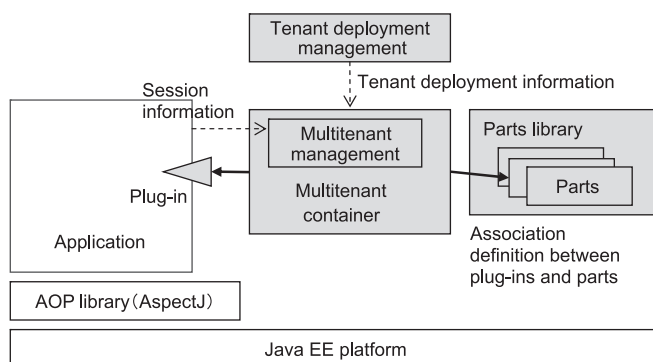 Tenant deployment
management
Tenant deployment information
Session
information
Multitenant
management
Multitenant
container
Plug-in
Application
Parts library
Parts
Association
definition between
plug-ins and parts
AOP library(AspectJ)
Java EE platform